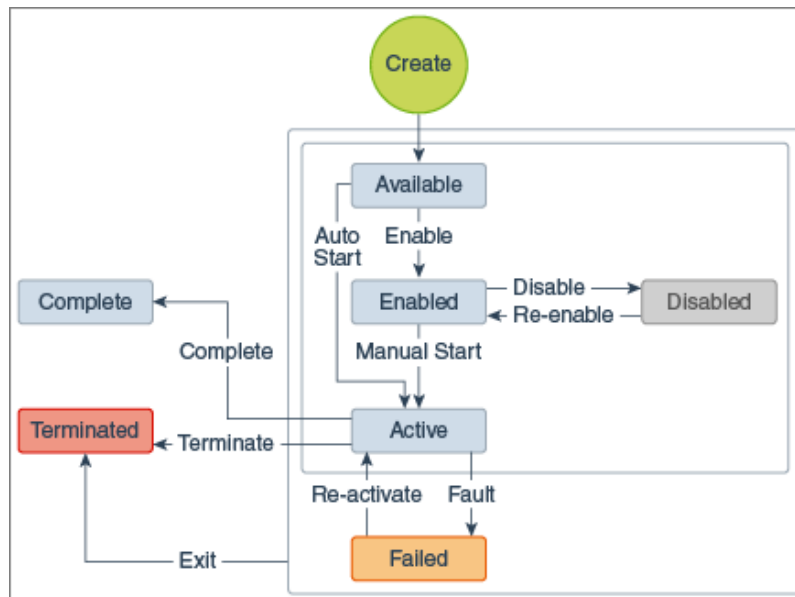 Create
Available
Auto
Start
Enable
Complete
Enabled
Disable
Re-enable
Disabled
Complete
Manual Start
Terminated
Terminate
Active
Re-activate
Fault
Exit
Failed